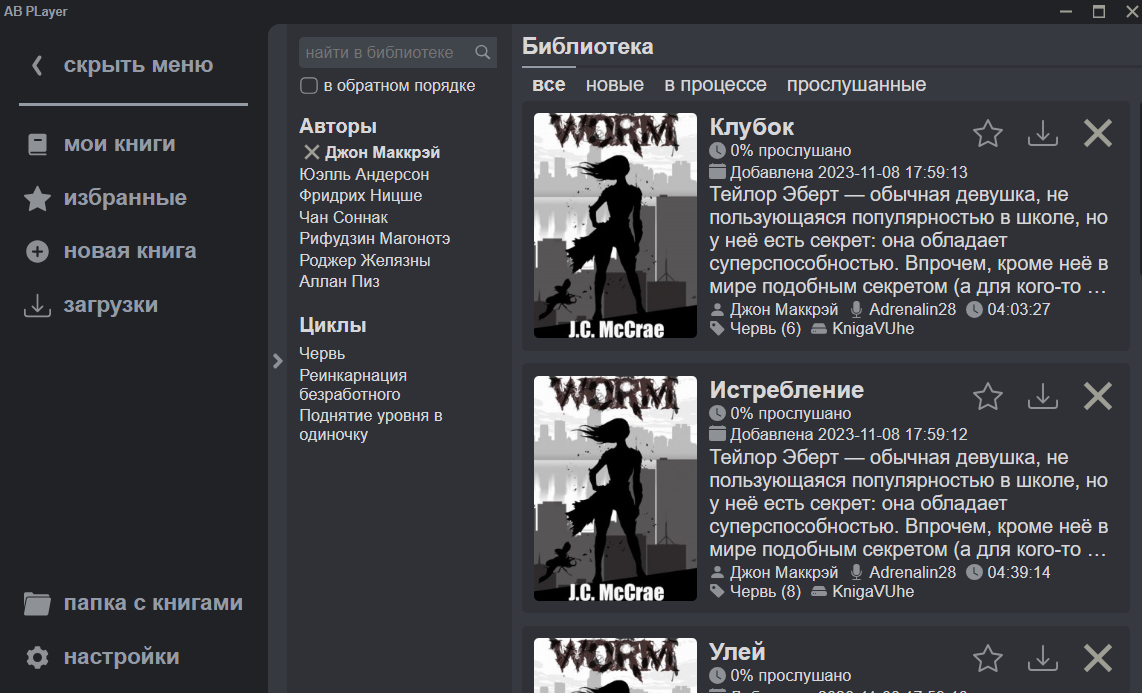 AB PLayer
скрыть меню
мои книги
избранные
новая книга
загрузки
папка с книгами
настройки
найти в библиотеке
в обратном порядке
Авторы
Джон Маккрэй
Юэлль Андерсон
Фридрих Ницше
Чан Соннак
Рифудзин Магонотэ
Роджер Желязны
Аллан Пиз
Циклы
Червь
Реинкарнация
безработного
Поднятие уровня в
одиночку
Библиотека
все новые в процессе прослушанные
WORM
J.C. McCrae
Клубок
0% прослушано
Добавлена 2023-11-08 17:59:13
Тейлор Эберт — обычная девушка, не
пользующаяся популярностью в школе, но
у неё есть секрет: она обладает
суперспособностью. Впрочем, кроме неё в
мире подобным секретом (а для кого-то …
Джон Маккрэй Adrenalin28 04:03:27
Червь (6) KnigaVUhe
WORM
J.C. McCrae
Истребление
0% прослушано
Добавлена 2023-11-08 17:59:12
Тейлор Эберт — обычная девушка, не
пользующаяся популярностью в школе, но
у неё есть секрет: она обладает
суперспособностью. Впрочем, кроме неё в
мире подобным секретом (а для кого-то …
Джон Маккрэй Adrenalin28 04:39:14
Червь (8) KnigaVUhe
WORM
Улей
0% прослушано